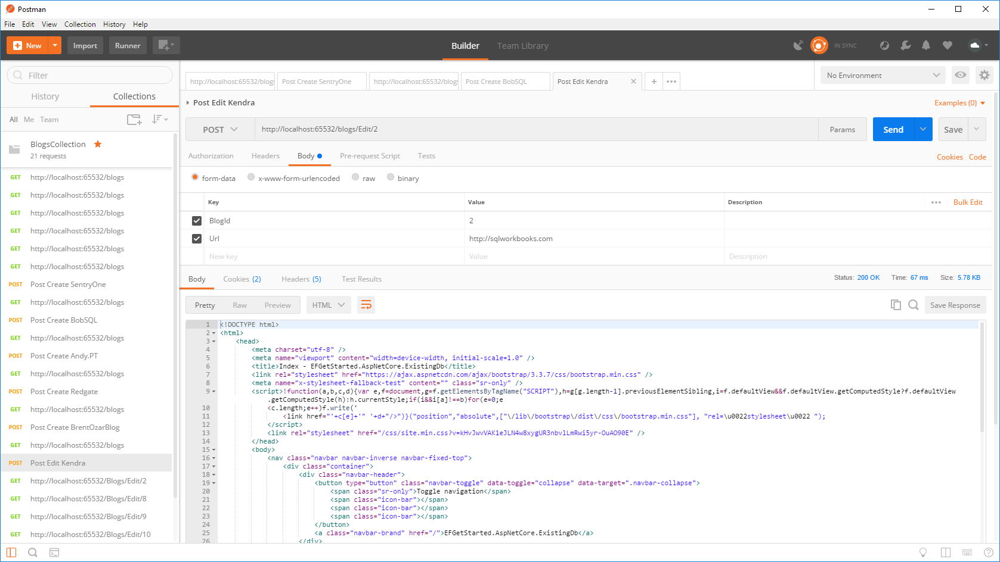 Postman
File Edit View Collection History Help
New Import Runner Builder Team Library IN SYNC
Filter
History Collections
All Me Team
BlogsCollection
21 requests
GET http://localhost:65532/blogs
GET http://localhost:65532/blogs
GET http://localhost:65532/blogs
GET http://localhost:65532/blogs
GET http://localhost:65532/blogs
GET http://localhost:65532/blogs
POST Post Create SentryOne
GET http://localhost:65532/blogs
POST Post Create BobSQL
GET http://localhost:65532/blogs
POST Post Create Andy.PT
GET http://localhost:65532/blogs
POST Post Create Redgate
GET http://localhost:65532/blogs
POST Post Create BrentOzarBlog
GET http://localhost:65532/blogs
POST Post Edit Kendra
GET http://localhost:65532/Blogs/Edit/2
GET http://localhost:65532/Blogs/Edit/8
GET http://localhost:65532/Blogs/Edit/9
GET http://localhost:65532/Blogs/Edit/10
http://localhost:65532/blogs Post Create SentryOne http://localhost:65532/blogs Post Create BobSQL Post Edit Kendra
No Environment
Post Edit Kendra Examples (0)
POST http://localhost:65532/blogs/Edit/2 Params Send Save
Authorization Headers Body Pre-request Script Tests Cookies Code
form-data x-www-form-urlencoded raw binary
Key Value Description Bulk Edit
BlogId 2
Url http://sqlworkbooks.com
New key Value Description
Body Cookies (2) Headers (5) Test Results Status: 200 OK Time: 67 ms Size: 5.78 KB
Pretty Raw Preview HTML Save Response
1 <!DOCTYPE html>
2 <html>
3 <head>
4 <meta charset="utf-8" />
5 <meta name="viewport" content="width=device-width, initial-scale=1.0" />
6 <title>Index - EFGetStarted.AspNetCore.ExistingDb</title>
7 <link rel="stylesheet" href="https://ajax.aspnetcdn.com/ajax/bootstrap/3.3.7/css/bootstrap.min.css" />
8 <meta name="x-stylesheet-fallback-test" content="" class="sr-only" />
9 <script>!function(a,b,c,d){var e,f=document,g=f.getElementsByTagName("SCRIPT"),h=g[g.length-1].previousElementSibling,i=f.defaultView&&f.defaultView.getComputedStyle?f.defaultView
.getComputedStyle(h):h.currentStyle;if(i&&i[a]!==b)for(e=0;e
10 <c.length;e++)f.write('
11 <link href="'+c[e]+'" '+d+"/>")}("position","absolute",["\/lib\/bootstrap\/dist\/css\/bootstrap.min.css"], "rel=\u0022stylesheet\u0022 ");
12 </script>
13 <link rel="stylesheet" href="/css/site.min.css?v=kHvJwvVAK1eJLN4w8xygUR3nbvlLmRwi5yr-OuAO90E" />
14 </head>
15 <body>
16 <nav class="navbar navbar-inverse navbar-fixed-top">
17 <div class="container">
18 <div class="navbar-header">
19 <button type="button" class="navbar-toggle" data-toggle="collapse" data-target=".navbar-collapse">
20 <span class="sr-only">Toggle navigation</span>
21 <span class="icon-bar"></span>
22 <span class="icon-bar"></span>
23 <span class="icon-bar"></span>
24 </button>
25 <a class="navbar-brand" href="/">EFGetStarted.AspNetCore.ExistingDb</a>
26 </div>